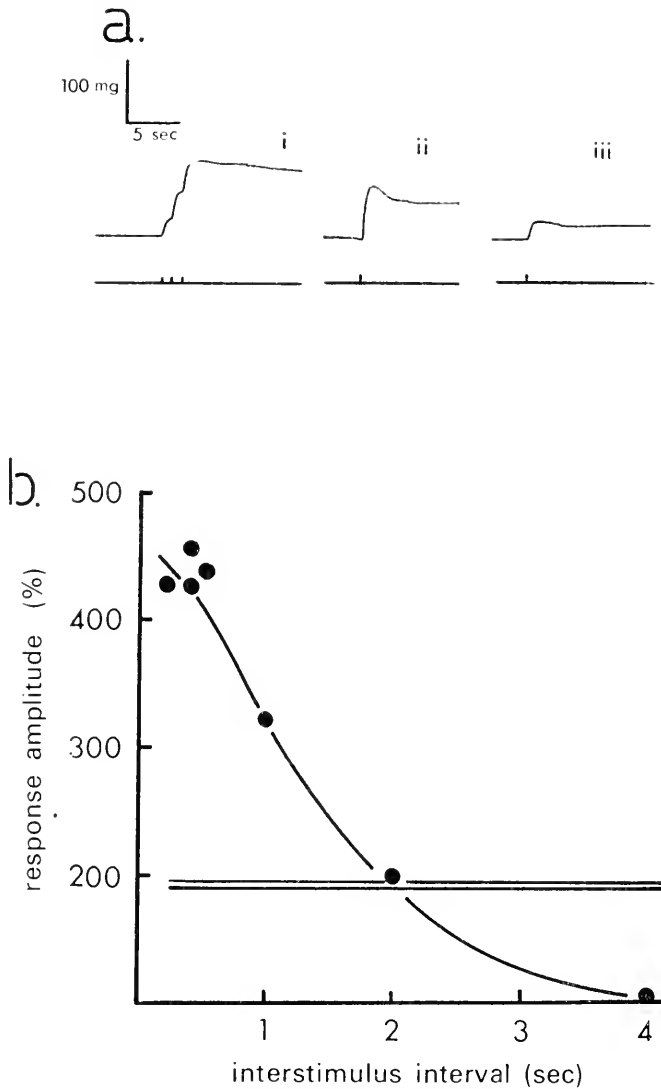 a.
100 mg
5 sec
i
ii
iii
b.
500
400
300
200
response amplitude (%)
1
2
3
4
interstimulus interval (sec)